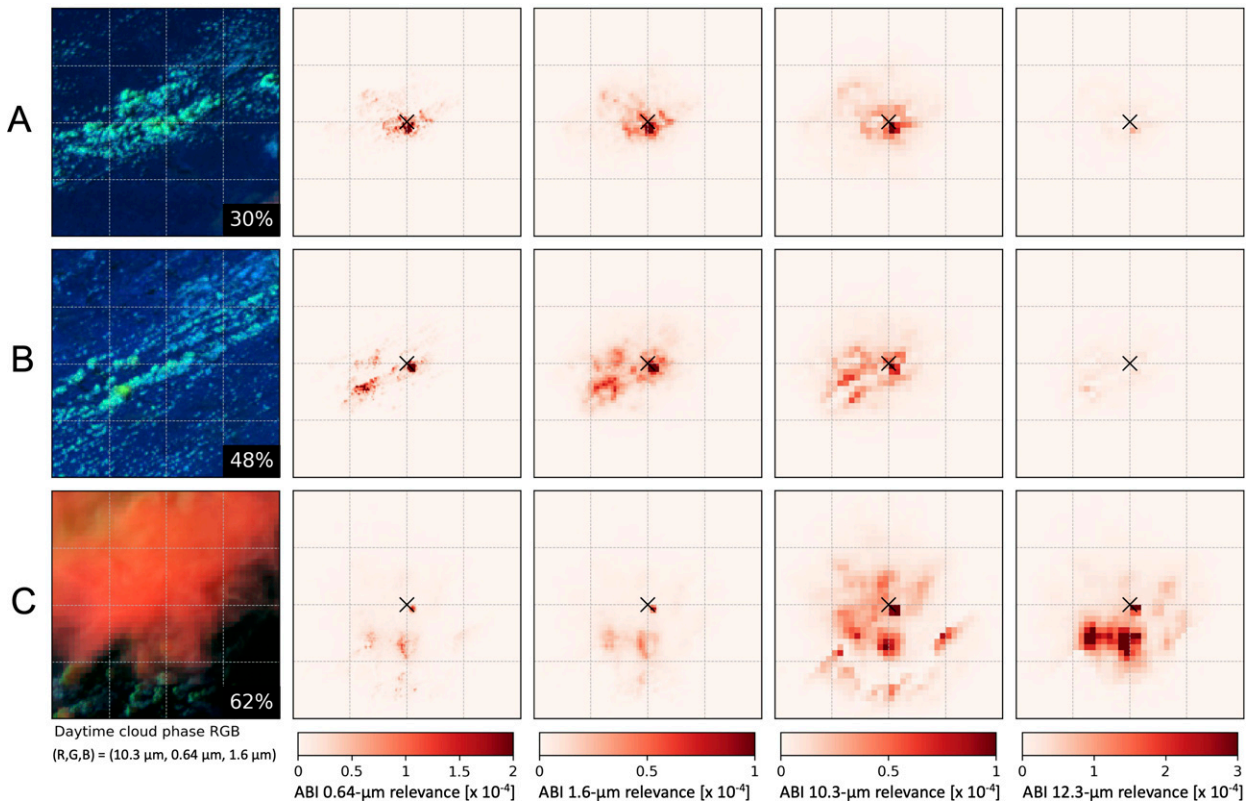 A
30%
B
48%
C
62%
Daytime cloud phase RGB
(R,G,B) = (10.3 μm, 0.64 μm, 1.6 μm)
0 0.5 1 1.5 2
ABI 0.64-μm relevance [x 10-4]
0 0.5 1
ABI 1.6-μm relevance [x 10-4]
0 0.5 1
ABI 10.3-μm relevance [x 10-4]
0 1 2 3
ABI 12.3-μm relevance [x 10-4]